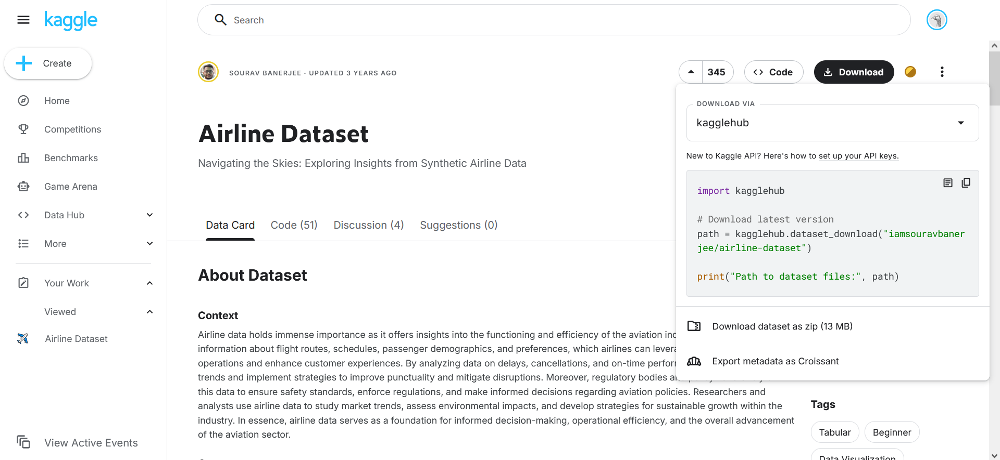 kaggle
Search
Create
Home
Competitions
Benchmarks
Game Arena
Data Hub
More
Your Work
Viewed
Airline Dataset
View Active Events
SOURAV BANERJEE · UPDATED 3 YEARS AGO
345
Code
Download
Airline Dataset
Navigating the Skies: Exploring Insights from Synthetic Airline Data
Data Card
Code (51)
Discussion (4)
Suggestions (0)
About Dataset
Context
Airline data holds immense importance as it offers insights into the functioning and efficiency of the aviation
information about flight routes, schedules, passenger demographics, and preferences, which airlines can
operations and enhance customer experiences. By analyzing data on delays, cancellations, and on-time
trends and implement strategies to improve punctuality and mitigate disruptions. Moreover, regulatory bodies
this data to ensure safety standards, enforce regulations, and make informed decisions regarding aviation policies. Researchers and
analysts use airline data to study market trends, assess environmental impacts, and develop strategies for sustainable growth within the
industry. In essence, airline data serves as a foundation for informed decision-making, operational efficiency, and the overall advancement
of the aviation sector.
DOWNLOAD VIA
kagglehub
New to Kaggle API? Here's how to set up your API keys.
import kagglehub
# Download latest version
path = kagglehub.dataset_download("iamsouravbaner
jee/airline-dataset")
print("Path to dataset files:", path)
Download dataset as zip (13 MB)
Export metadata as Croissant
Tags
Tabular
Beginner
Data Visualization